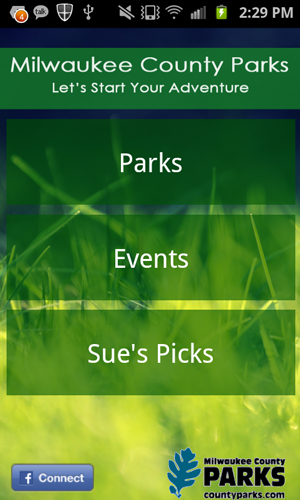 4 talk 2:29 PM
Milwaukee County Parks
Let's Start Your Adventure
Parks
Events
Sue's Picks
f Connect
Milwaukee County
PARKS
countyparks.com